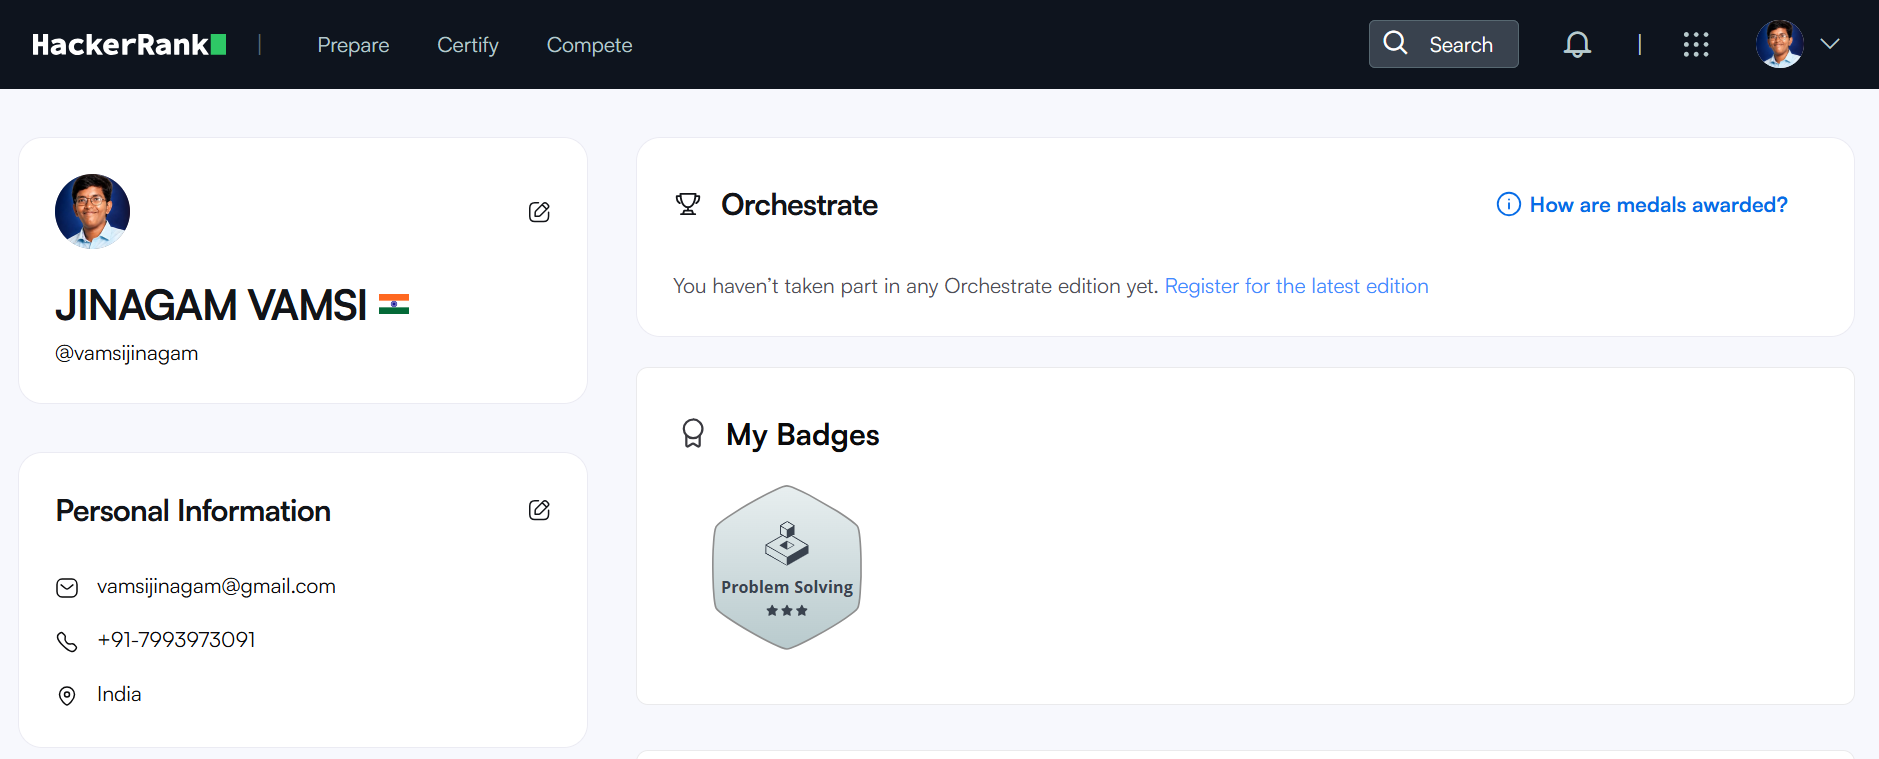 HackerRank
Prepare
Certify
Compete
Search
JINAGAM VAMSI
@vamsijinagam
Personal Information
vamsijinagam@gmail.com
+91-7993973091
India
Orchestrate
How are medals awarded?
You haven’t taken part in any Orchestrate edition yet. Register for the latest edition
My Badges
Problem Solving